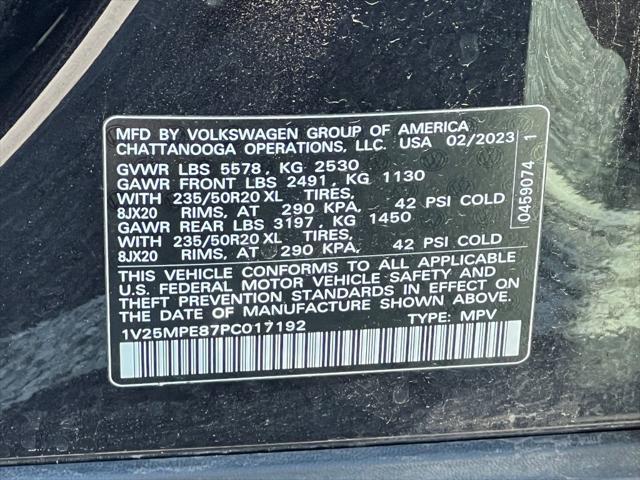 MFD BY VOLKSWAGEN GROUP OF AMERICA
CHATTANOOGA OPERATIONS, LLC. USA 02/2023
GVWR LBS 5578, KG 2530
GAWR FRONT LBS 2491, KG 1130
WITH 235/50R20 XL TIRES,
8JX20 RIMS, AT 290 KPA, 42 PSI COLD
GAWR REAR LBS 3197, KG 1450
WITH 235/50R20 XL TIRES,
8JX20 RIMS, AT 290 KPA, 42 PSI COLD
THIS VEHICLE CONFORMS TO ALL APPLICABLE
U.S. FEDERAL MOTOR VEHICLE SAFETY AND
THEFT PREVENTION STANDARDS IN EFFECT ON
THE DATE OF MANUFACTURE SHOWN ABOVE.
1V25MPE87PC017192 TYPE: MPV
0459074 1